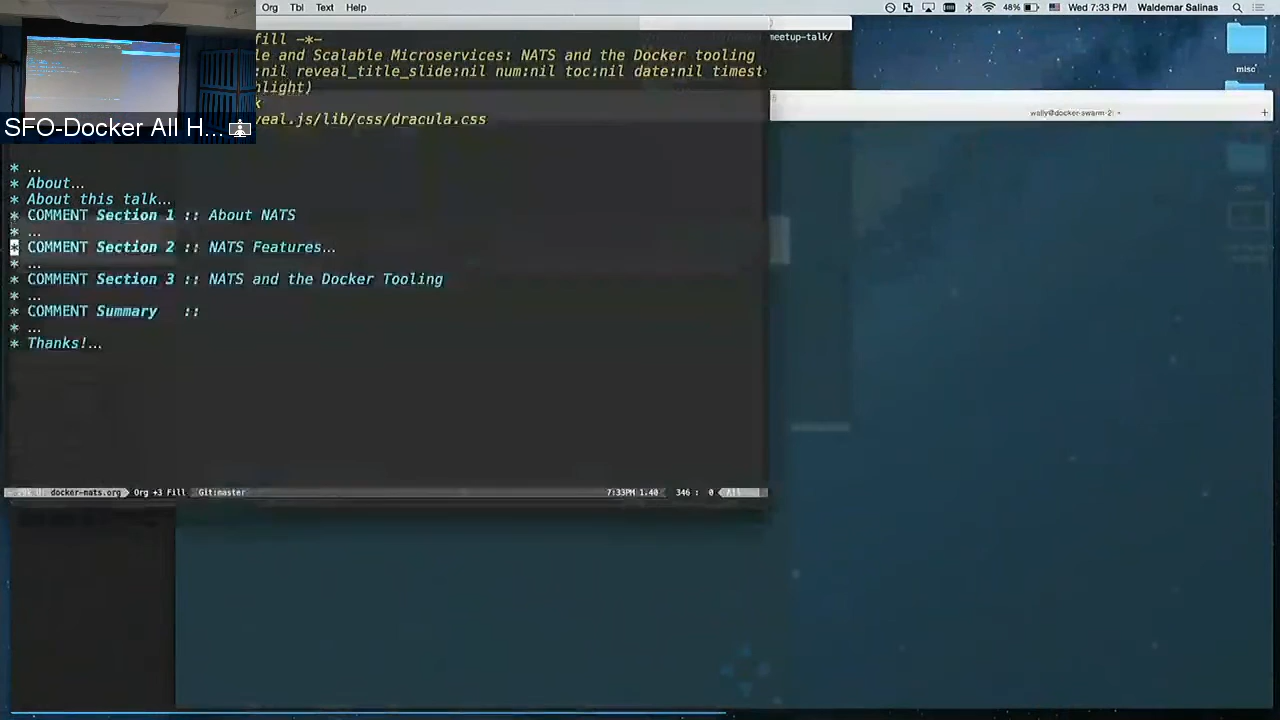 Org Tbl Text Help
48% Wed 7:33 PM Waldemar Salinas
fill -*-
le and Scalable Microservices: NATS and the Docker tooling
:nil reveal_title_slide:nil num:nil toc:nil date:nil timest
hlight)
k
veal.js/lib/css/dracula.css
meetup-talk/
misc
wally@docker-swarm-2: ~
SFO-Docker All H...
* ...
* About...
* About this talk...
* COMMENT Section 1 :: About NATS
* ...
* COMMENT Section 2 :: NATS Features...
* ...
* COMMENT Section 3 :: NATS and the Docker Tooling
* ...
* COMMENT Summary ::
* ...
* Thanks!...
docker-nats.org Org +3 Fill Git:master 7:33PM 1.40 346 : 0 All